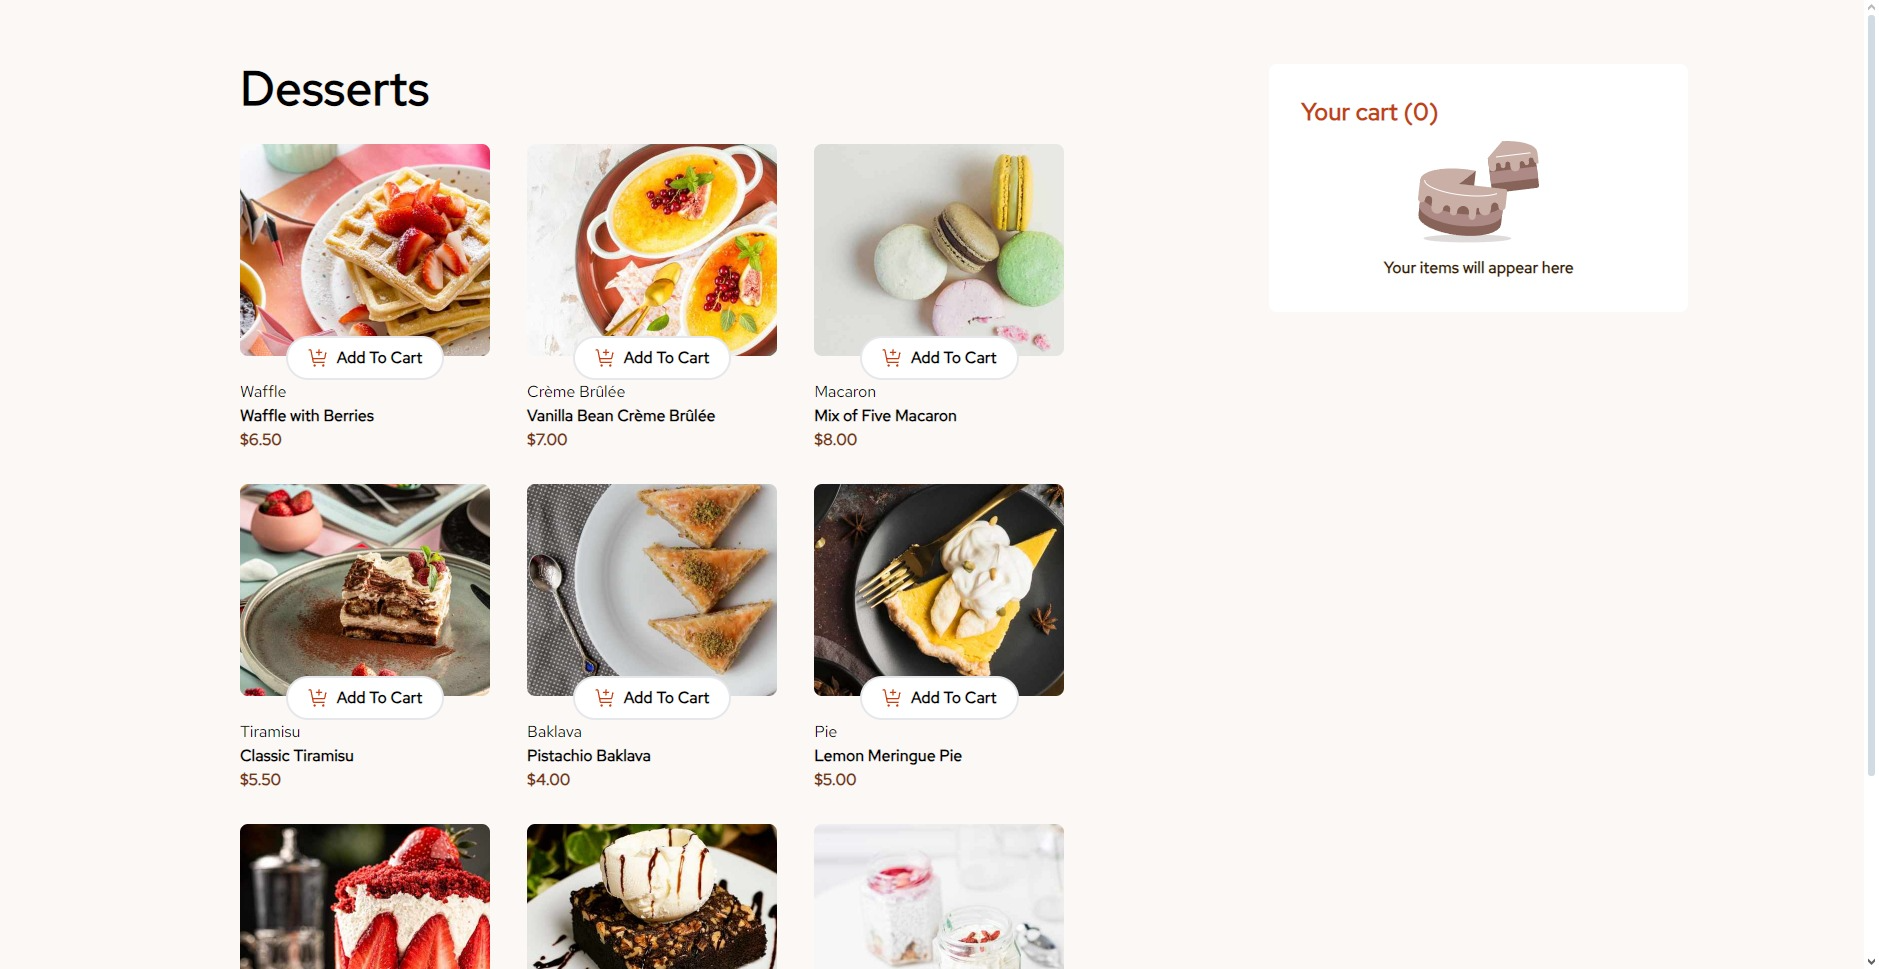 Desserts
Your cart (0)
Your items will appear here
Add To Cart
Waffle
Waffle with Berries
$6.50
Add To Cart
Crème Brûlée
Vanilla Bean Crème Brûlée
$7.00
Add To Cart
Macaron
Mix of Five Macaron
$8.00
Add To Cart
Tiramisu
Classic Tiramisu
$5.50
Add To Cart
Baklava
Pistachio Baklava
$4.00
Add To Cart
Pie
Lemon Meringue Pie
$5.00